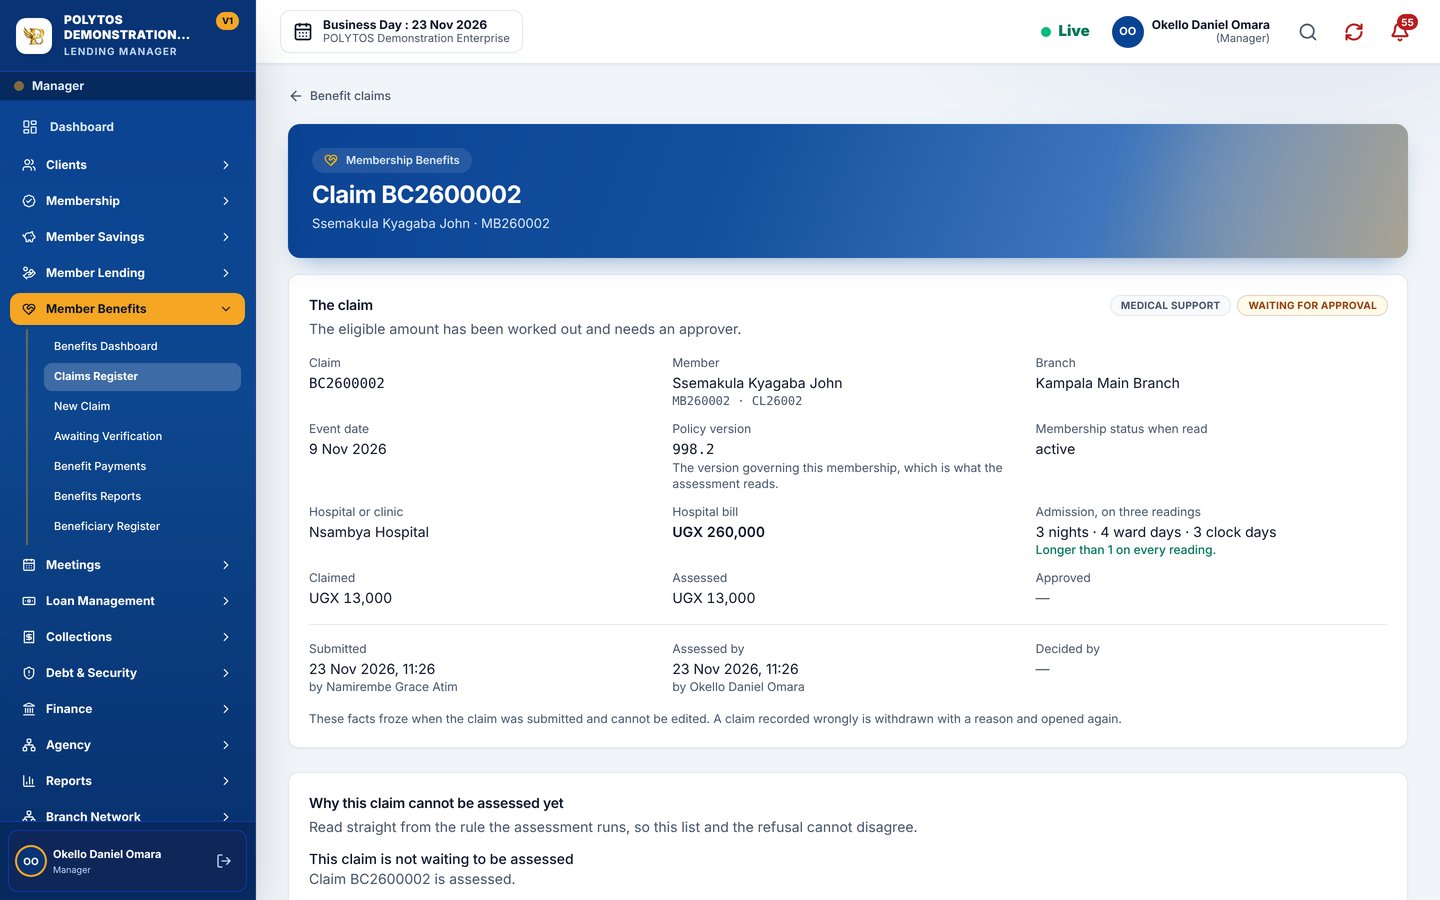 POLYTOS
DEMONSTRATION...
LENDING MANAGER
V1
Manager
Dashboard
Clients
Membership
Member Savings
Member Lending
Member Benefits
Benefits Dashboard
Claims Register
New Claim
Awaiting Verification
Benefit Payments
Benefits Reports
Beneficiary Register
Meetings
Loan Management
Collections
Debt & Security
Finance
Agency
Reports
Branch Network
OO
Okello Daniel Omara
Manager
Business Day : 23 Nov 2026
POLYTOS Demonstration Enterprise
Live
OO
Okello Daniel Omara
(Manager)
55
Benefit claims
Membership Benefits
Claim BC2600002
Ssemakula Kyagaba John · MB260002
The claim
MEDICAL SUPPORT
WAITING FOR APPROVAL
The eligible amount has been worked out and needs an approver.
Claim
BC2600002
Member
Ssemakula Kyagaba John
MB260002 · CL26002
Branch
Kampala Main Branch
Event date
9 Nov 2026
Policy version
998.2
The version governing this membership, which is what the
assessment reads.
Membership status when read
active
Hospital or clinic
Nsambya Hospital
Hospital bill
UGX 260,000
Admission, on three readings
3 nights · 4 ward days · 3 clock days
Longer than 1 on every reading.
Claimed
UGX 13,000
Assessed
UGX 13,000
Approved
—
Submitted
23 Nov 2026, 11:26
by Namirembe Grace Atim
Assessed by
23 Nov 2026, 11:26
by Okello Daniel Omara
Decided by
—
These facts froze when the claim was submitted and cannot be edited. A claim recorded wrongly is withdrawn with a reason and opened again.
Why this claim cannot be assessed yet
Read straight from the rule the assessment runs, so this list and the refusal cannot disagree.
This claim is not waiting to be assessed
Claim BC2600002 is assessed.